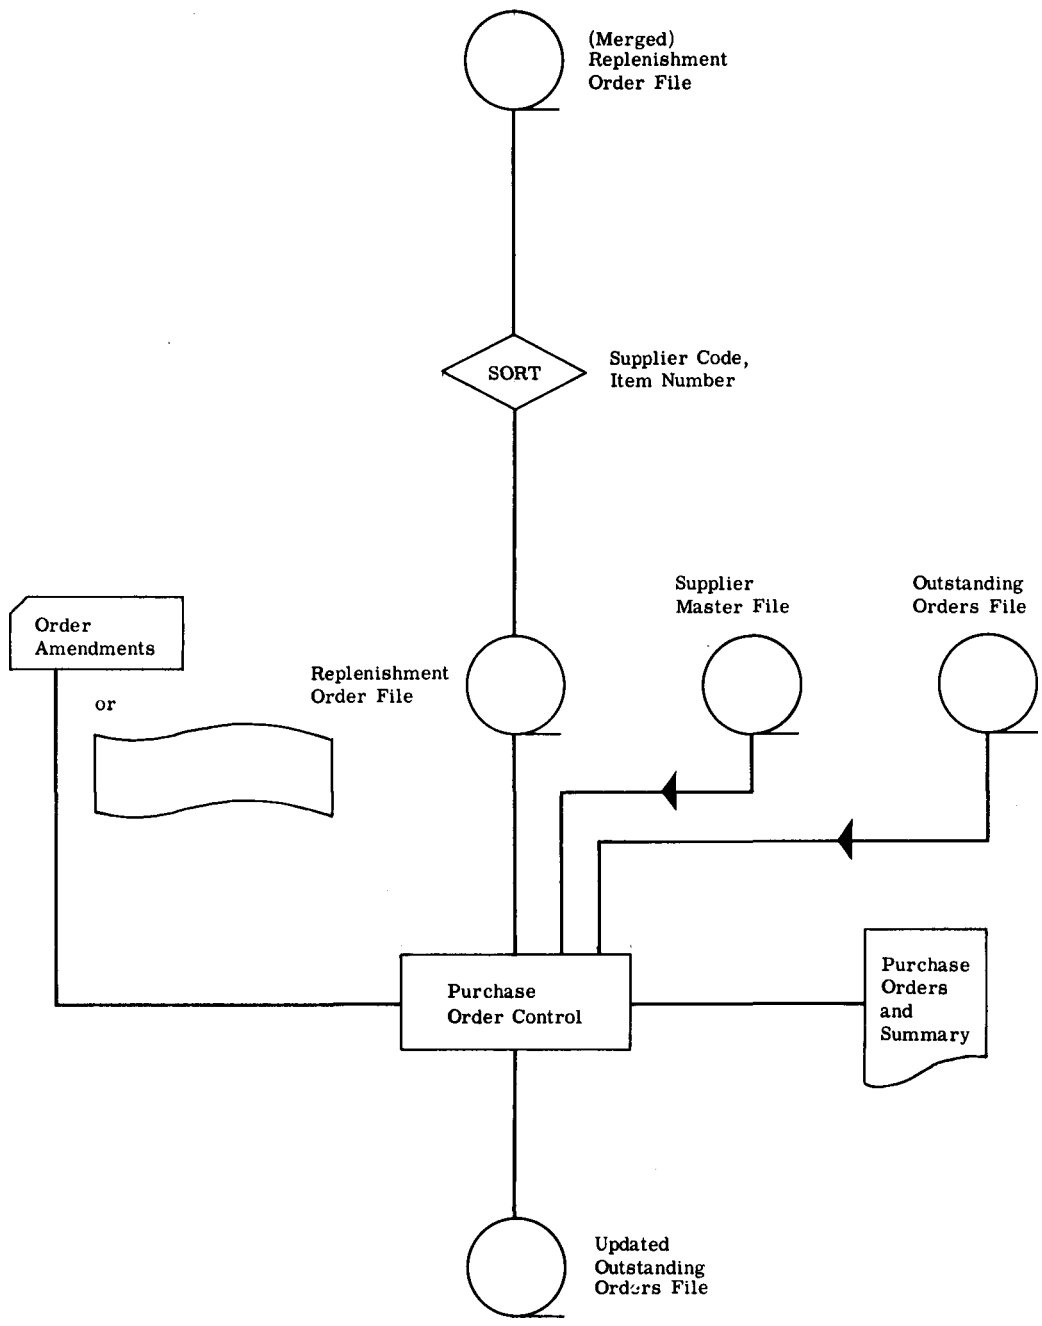 (Merged)
Replenishment
Order File
SORT
Supplier Code,
Item Number
Supplier
Master File
Outstanding
Orders File
Order
Amendments
or
Replenishment
Order File
Purchase
Order Control
Purchase
Orders
and
Summary
Updated
Outstanding
Orders File